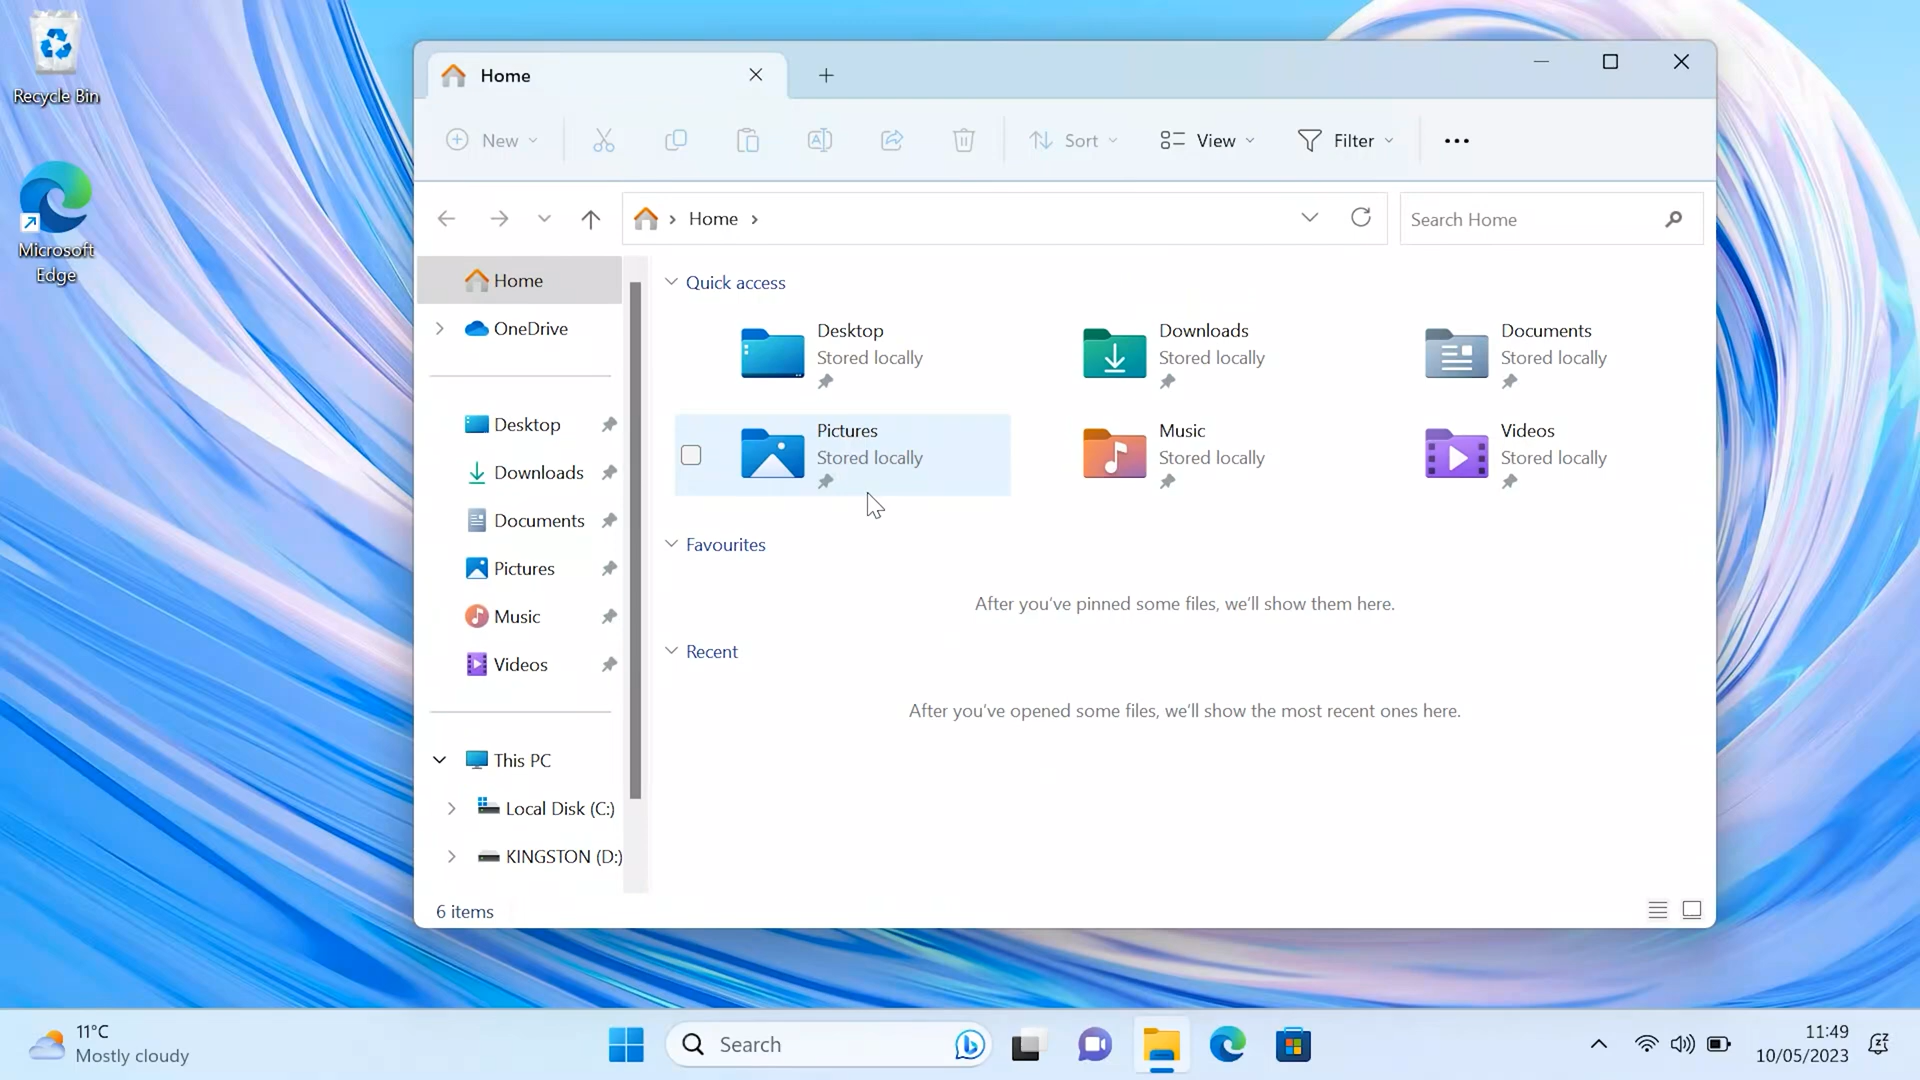 Recycle Bin
Microsoft
Edge
Home
New
Sort
View
Filter
Home
Search Home
Home
OneDrive
Desktop
Downloads
Documents
Pictures
Music
Videos
This PC
Local Disk (C:)
KINGSTON (D:)
Quick access
Desktop
Stored locally
Downloads
Stored locally
Documents
Stored locally
Pictures
Stored locally
Music
Stored locally
Videos
Stored locally
Favourites
After you've pinned some files, we'll show them here.
Recent
After you've opened some files, we'll show the most recent ones here.
6 items
11°C
Mostly cloudy
Search
11:49
10/05/2023